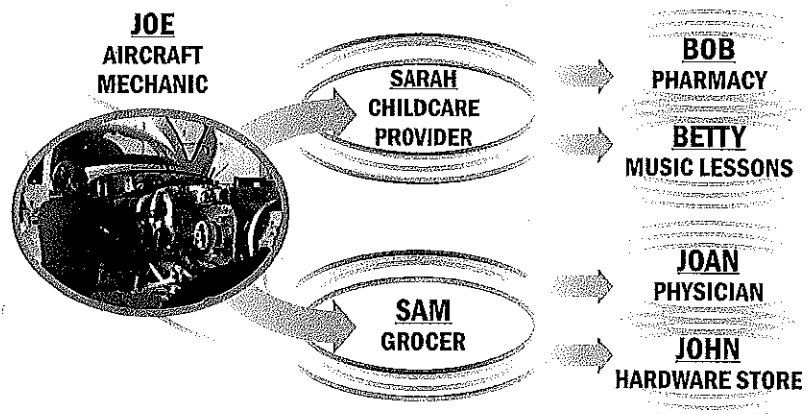 JOE
AIRCRAFT
MECHANIC
SARAH
CHILDCARE
PROVIDER
BOB
PHARMACY
BETTY
MUSIC LESSONS
SAM
GROCER
JOAN
PHYSICIAN
JOHN
HARDWARE STORE